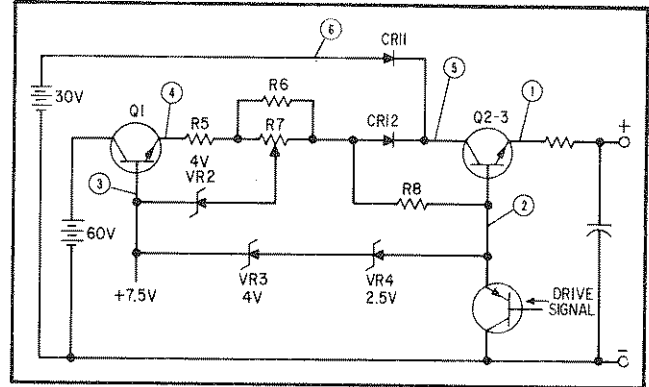 6
CR11
30V
Q1
4
R6
R5
R7
5
CR12
Q2-3
1
+
3
4V
VR2
R8
2
60V
+7.5V
VR3
4V
VR4
2.5V
DRIVE
SIGNAL
−